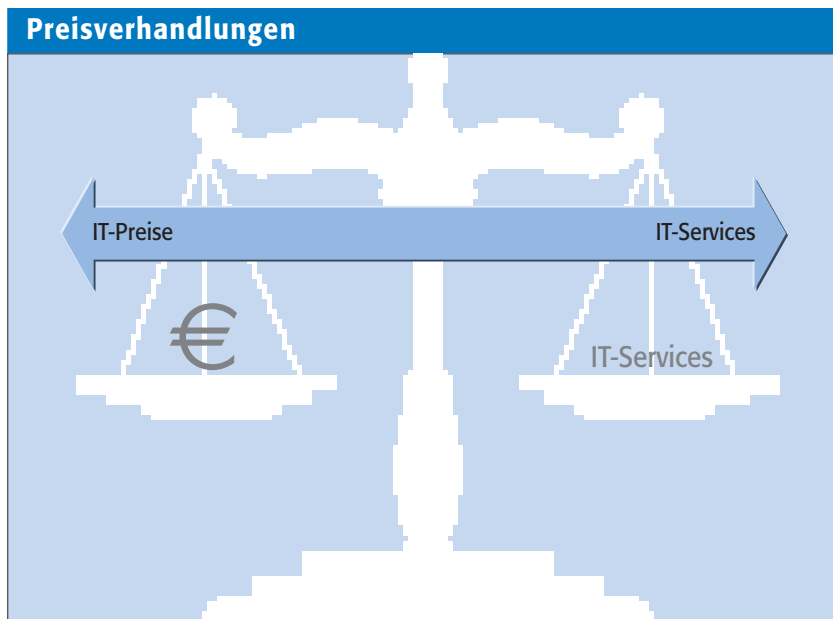 Preisverhandlungen
IT-Preise
IT-Services
€
IT-Services